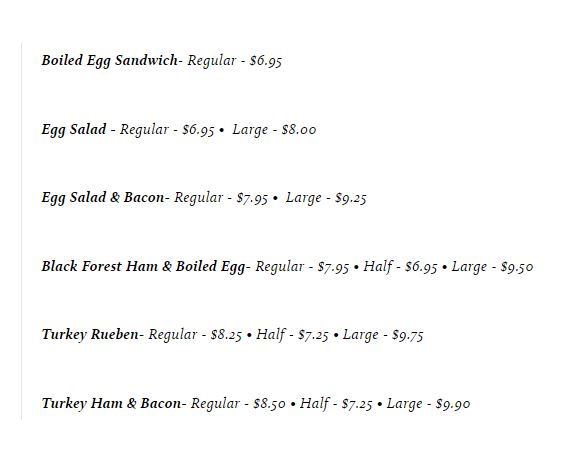 Boiled Egg Sandwich- Regular - $6.95
Egg Salad - Regular - $6.95 • Large - $8.00
Egg Salad & Bacon- Regular - $7.95 • Large - $9.25
Black Forest Ham & Boiled Egg- Regular - $7.95 • Half - $6.95 • Large - $9.50
Turkey Rueben- Regular - $8.25 • Half - $7.25 • Large - $9.75
Turkey Ham & Bacon- Regular - $8.50 • Half - $7.25 • Large - $9.90